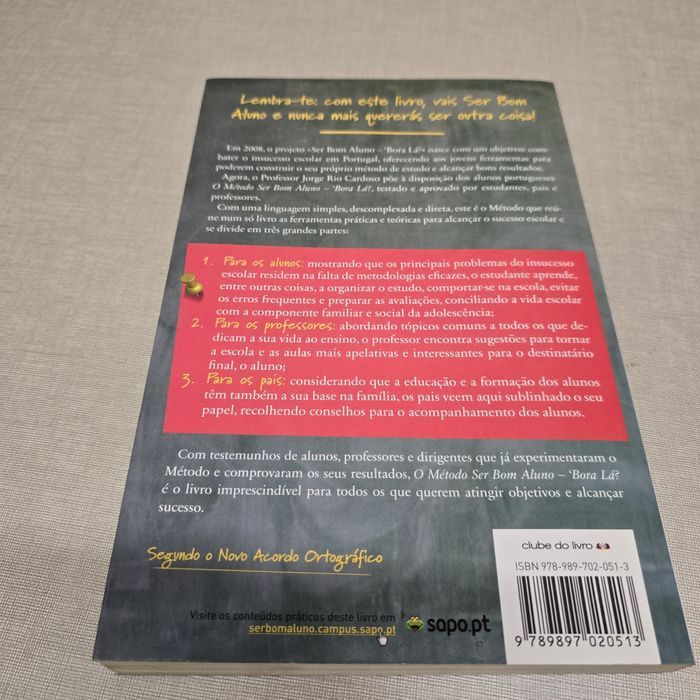 Lembra-te: com este livro, vais Ser Bom
Aluno e nunca mais quererás ser outra coisa!
Em 2008, o projeto «Ser Bom Aluno – ‘Bora Lá?» nasce com um objetivo: com-
bater o insucesso escolar em Portugal, oferecendo aos jovens ferramentas para
poderem construir o seu próprio método de estudo e alcançar bons resultados.
Agora, o Professor Jorge Rio Cardoso põe à disposição dos alunos portugueses
O Método Ser Bom Aluno – ‘Bora Lá?, testado e aprovado por estudantes, pais e
professores.
Com uma linguagem simples, descomplexada e direta, este é o Método que reú-
ne num só livro as ferramentas práticas e teóricas para alcançar o sucesso escolar e
se divide em três grandes partes:
1. Para os alunos: mostrando que os principais problemas do insucesso
escolar residem na falta de metodologias eficazes, o estudante aprende,
entre outras coisas, a organizar o estudo, comportar-se na escola, evitar
os erros frequentes e preparar as avaliações, conciliando a vida escolar
com a componente familiar e social da adolescência;
2. Para os professores: abordando tópicos comuns a todos os que de-
dicam a sua vida ao ensino, o professor encontra sugestões para tornar
a escola e as aulas mais apelativas e interessantes para o destinatário
final, o aluno;
3. Para os pais: considerando que a educação e a formação dos alunos
têm também a sua base na família, os pais veem aqui sublinhado o seu
papel, recolhendo conselhos para o acompanhamento dos alunos.
Com testemunhos de alunos, professores e dirigentes que já experimentaram o
Método e comprovaram os seus resultados, O Método Ser Bom Aluno – ‘Bora Lá?
é o livro imprescindível para todos os que querem atingir objetivos e alcançar
sucesso.
Segundo o Novo Acordo Ortográfico
clube do livro
ISBN 978-989-702-051-3
Visite os conteúdos práticos deste livro em
serbomaluno.campus.sapo.pt
sapo.pt
9 789897 020513